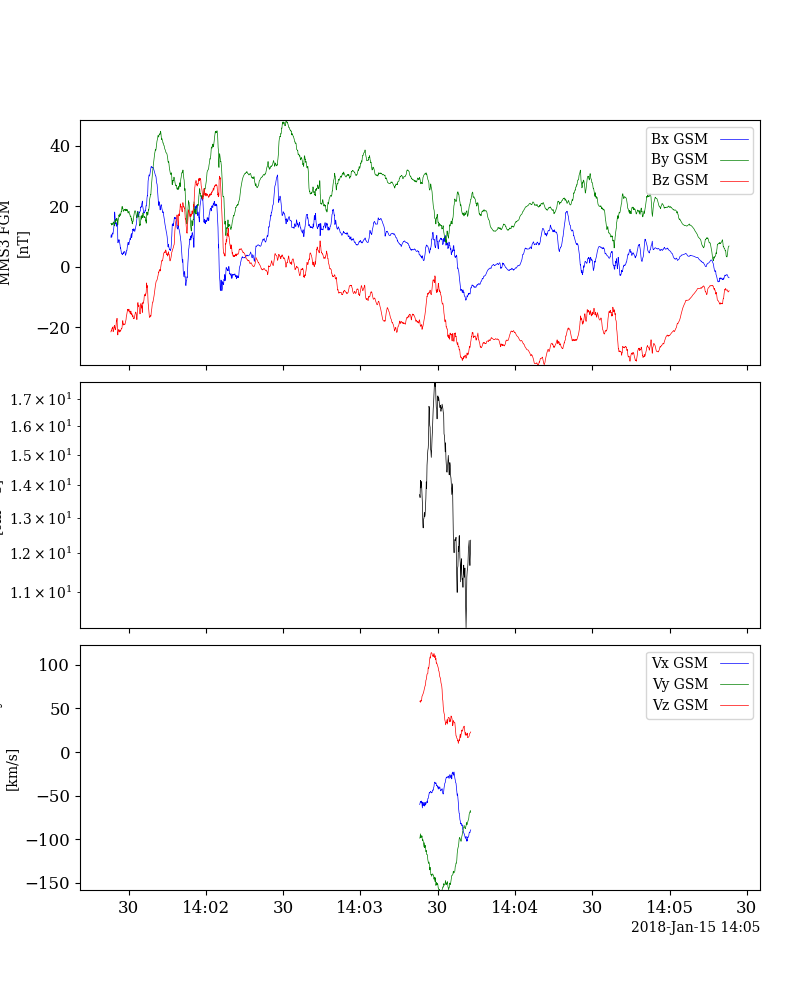 40
20
0
−20
MMS3 FGM
[nT]
Bx GSM
By GSM
Bz GSM
1.7 × 10¹
1.6 × 10¹
1.5 × 10¹
1.4 × 10¹
1.3 × 10¹
1.2 × 10¹
1.1 × 10¹
100
50
0
−50
−100
−150
[km/s]
Vx GSM
Vy GSM
Vz GSM
30 14:02 30 14:03 30 14:04 30 14:05 30
2018-Jan-15 14:05